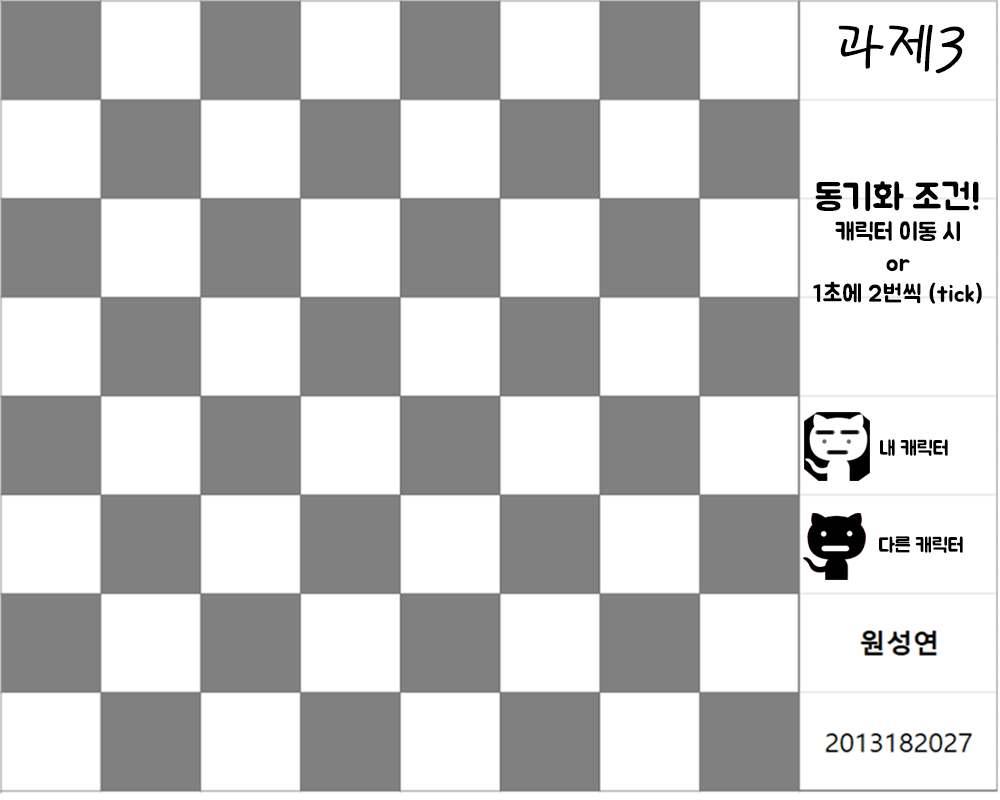 과제3
동기화 조건!
캐릭터 이동 시
or
1초에 2번씩 (tick)
내 캐릭터
다른 캐릭터
원성연
2013182027